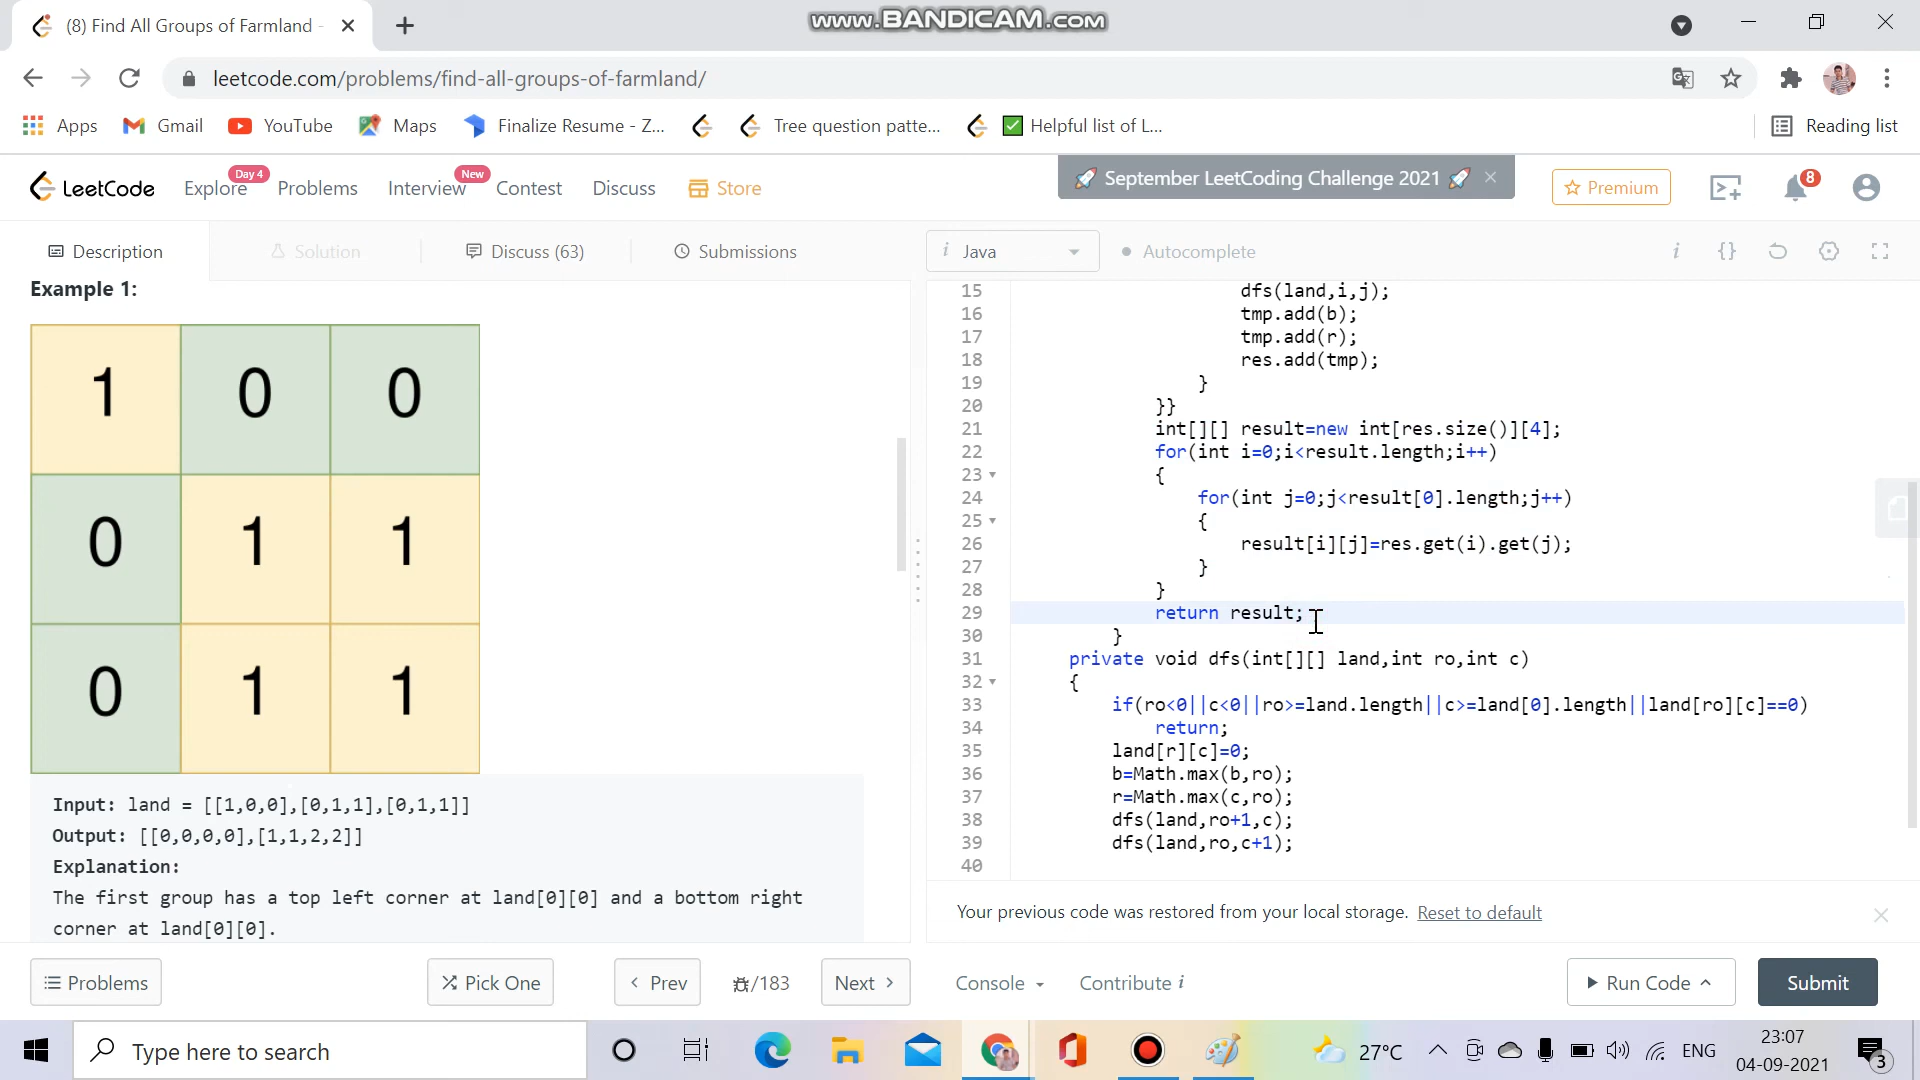 (8) Find All Groups of Farmland -
www.BANDICAM.com
leetcode.com/problems/find-all-groups-of-farmland/
Apps
Gmail
YouTube
Maps
Finalize Resume - Z...
Tree question patte...
Helpful list of L...
Reading list
LeetCode
Explore
Day 4
Problems
Interview
New
Contest
Discuss
Store
September LeetCoding Challenge 2021
Premium
8
Description
Solution
Discuss (63)
Submissions
i Java
Autocomplete
i {}
Example 1:
1 0 0
0 1 1
0 1 1
Input: land = [[1,0,0],[0,1,1],[0,1,1]]
Output: [[0,0,0,0],[1,1,2,2]]
Explanation:
The first group has a top left corner at land[0][0] and a bottom right
corner at land[0][0].
15 dfs(land,i,j);
16 tmp.add(b);
17 tmp.add(r);
18 res.add(tmp);
19 }
20 }}
21 int[][] result=new int[res.size()][4];
22 for(int i=0;i<result.length;i++)
23 {
24 for(int j=0;j<result[0].length;j++)
25 {
26 result[i][j]=res.get(i).get(j);
27 }
28 }
29 return result;
30 }
31 private void dfs(int[][] land,int ro,int c)
32 {
33 if(ro<0||c<0||ro>=land.length||c>=land[0].length||land[ro][c]==0)
34 return;
35 land[r][c]=0;
36 b=Math.max(b,ro);
37 r=Math.max(c,ro);
38 dfs(land,ro+1,c);
39 dfs(land,ro,c+1);
40
Your previous code was restored from your local storage. Reset to default
Problems
Pick One
< Prev
/183
Next >
Console
Contribute i
Run Code
Submit
Type here to search
27°C
ENG
23:07
04-09-2021
3